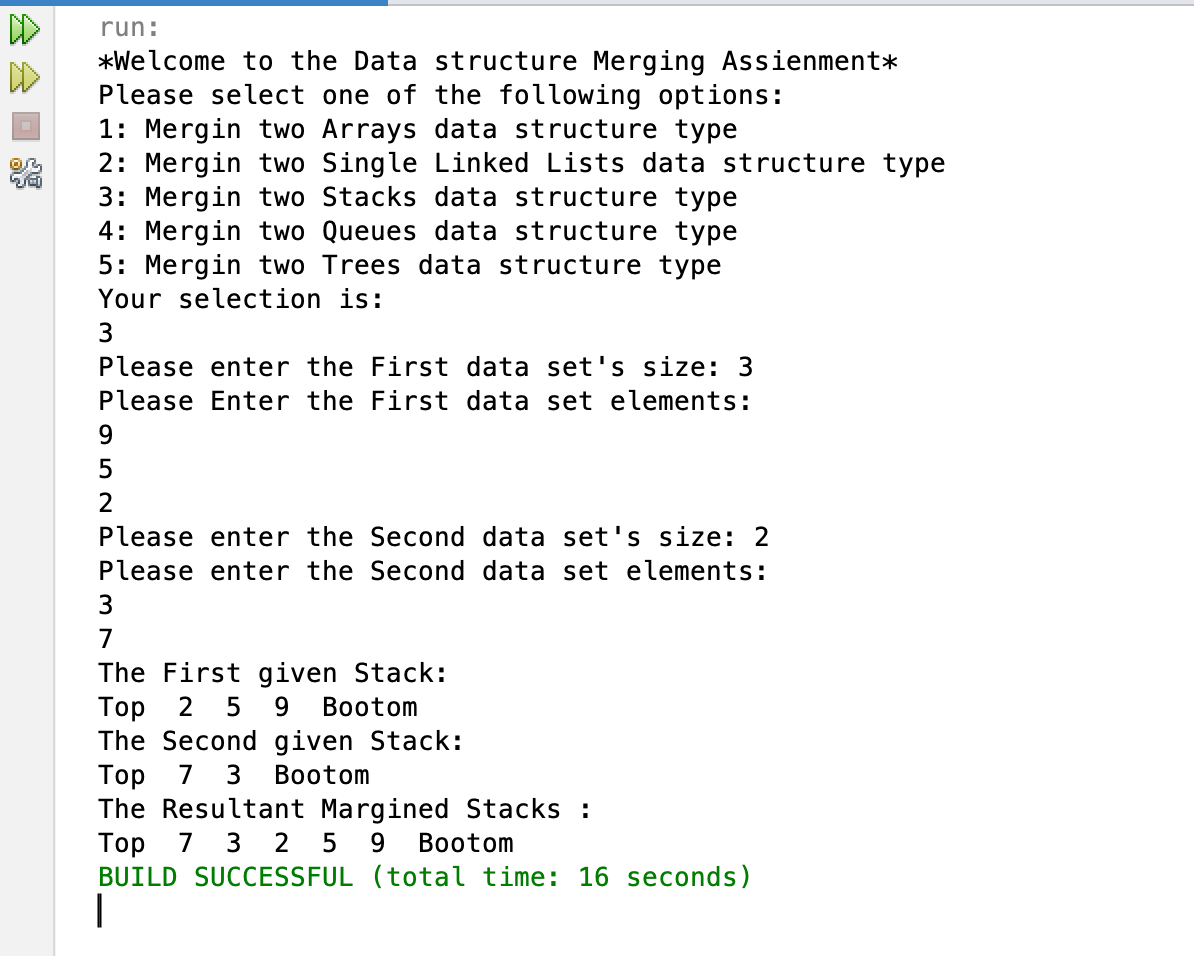 run:
*Welcome to the Data structure Merging Assienment*
Please select one of the following options:
1: Mergin two Arrays data structure type
2: Mergin two Single Linked Lists data structure type
3: Mergin two Stacks data structure type
4: Mergin two Queues data structure type
5: Mergin two Trees data structure type
Your selection is:
3
Please enter the First data set's size: 3
Please Enter the First data set elements:
9
5
2
Please enter the Second data set's size: 2
Please enter the Second data set elements:
3
7
The First given Stack:
Top  2  5  9  Bootom
The Second given Stack:
Top  7  3  Bootom
The Resultant Margined Stacks :
Top  7  3  2  5  9  Bootom
BUILD SUCCESSFUL (total time: 16 seconds)